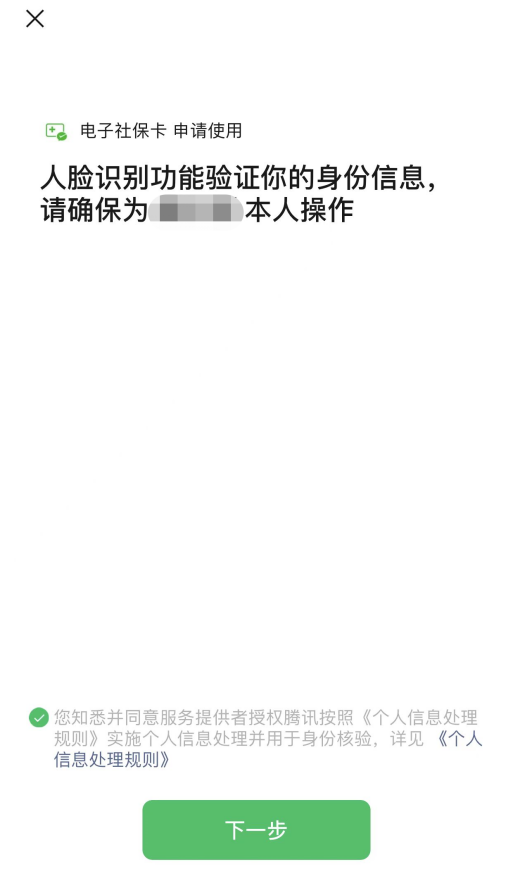 电子社保卡 申请使用
人脸识别功能验证你的身份信息，
请确保为本人操作
您知悉并同意服务提供者授权腾讯按照《个人信息处理
规则》实施个人信息处理并用于身份核验，详见 《个人
信息处理规则》
下一步